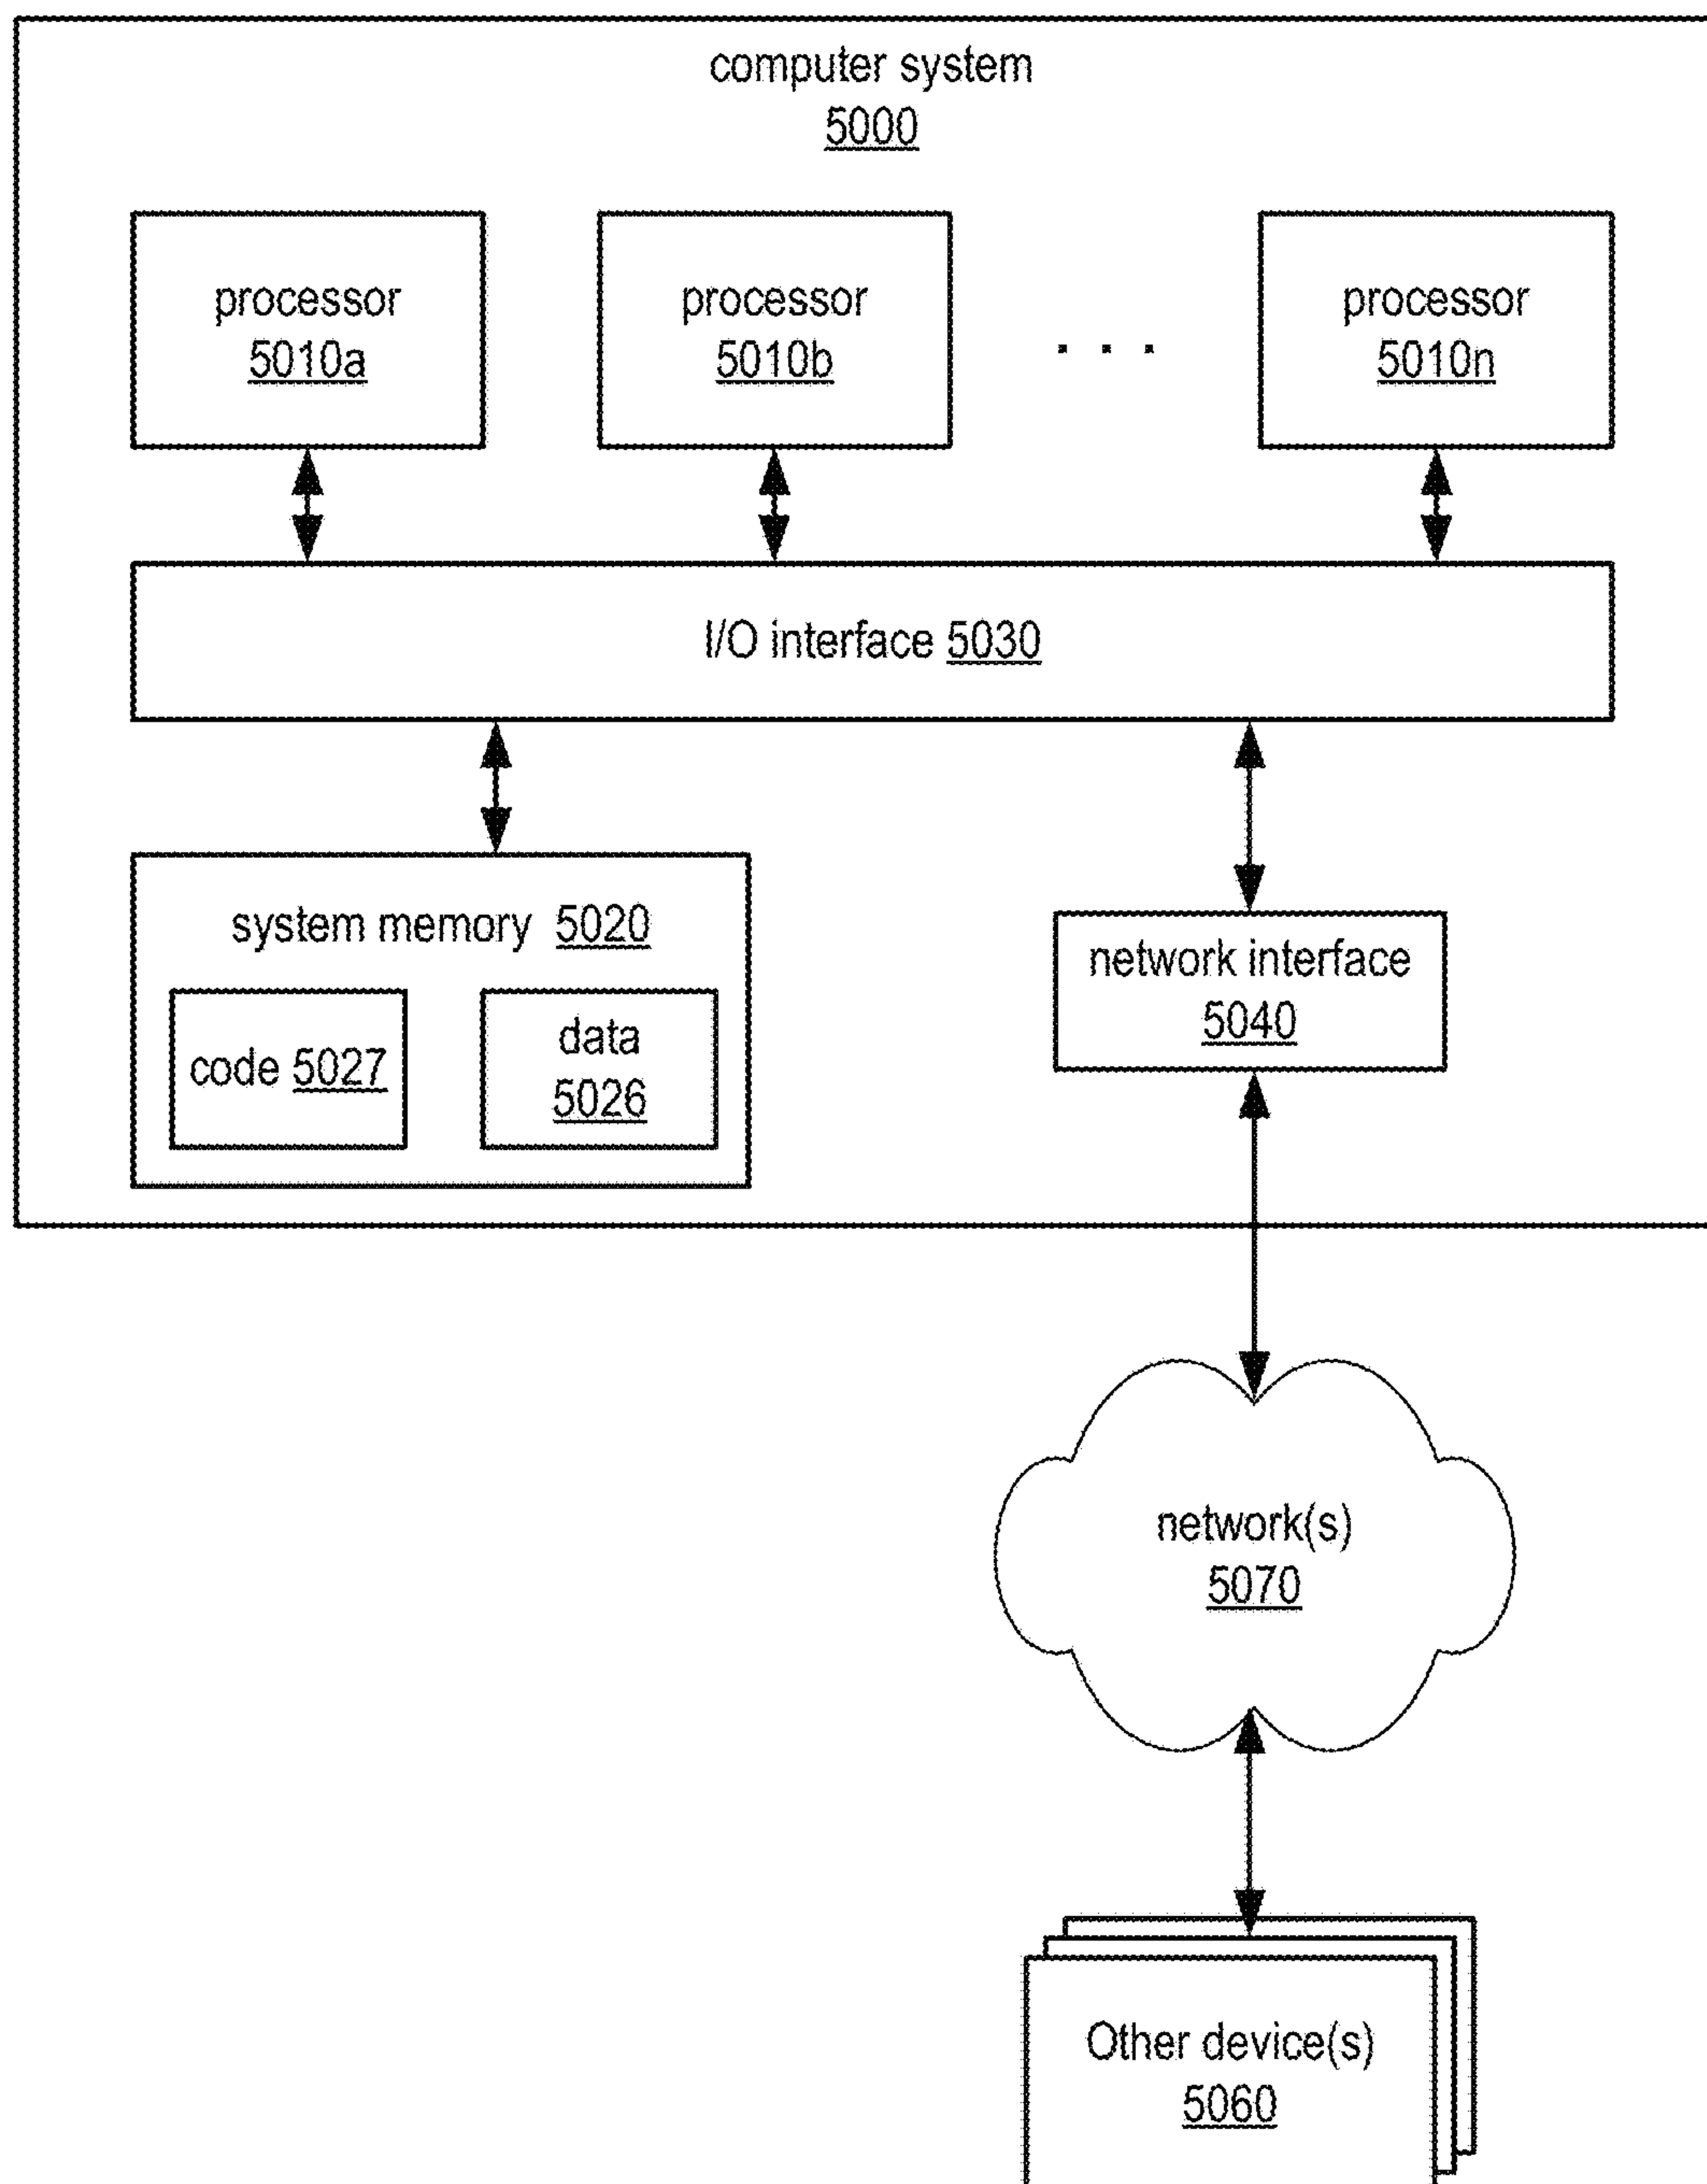 computer system
5000
processor
5010a
processor
5010b
. . .
processor
5010n
I/O interface 5030
system memory 5020
code 5027
data
5026
network interface
5040
network(s)
5070
Other device(s)
5060